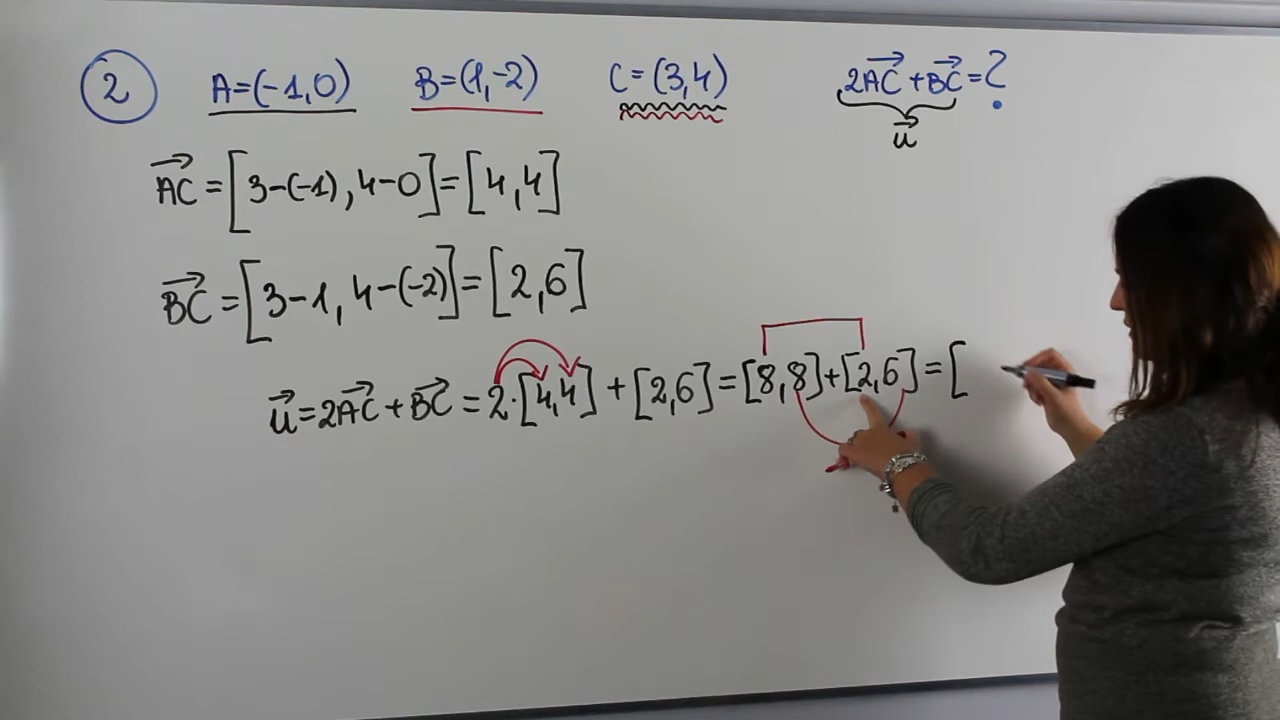 2 A=(-1,0) B=(1,-2) C=(3,4) 2AC→+BC→=?
u→
AC→=[3-(-1),4-0]=[4,4]
BC→=[3-1,4-(-2)]=[2,6]
u→=2AC→+BC→=2·[4,4]+[2,6]=[8,8]+[2,6]=[